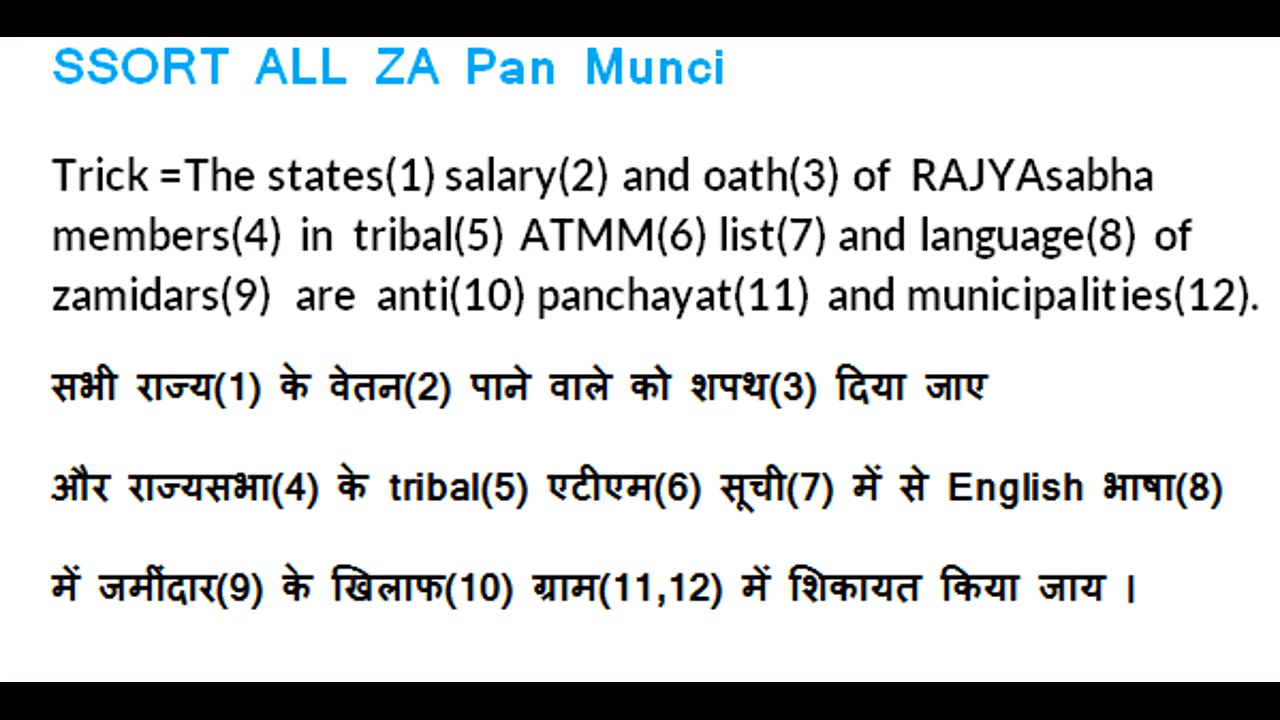 SSORT ALL ZA Pan Munci
Trick =The states(1) salary(2) and oath(3) of RAJYAsabha
members(4) in tribal(5) ATMM(6) list(7) and language(8) of
zamidars(9) are anti(10) panchayat(11) and municipalities(12).
सभी राज्य(1) के वेतन(2) पाने वाले को शपथ(3) दिया जाए
और राज्यसभा(4) के tribal(5) एटीएम(6) सूची(7) में से English भाषा(8)
में जमींदार(9) के खिलाफ(10) ग्राम(11,12) में शिकायत किया जाय ।